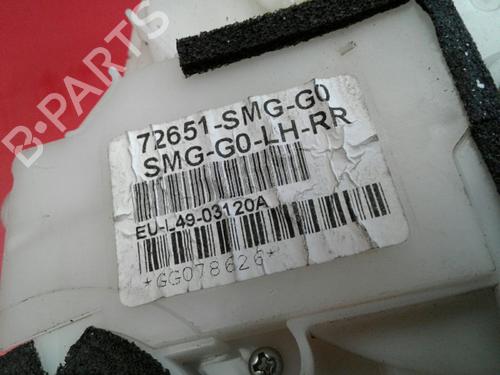 B-PARTS
72651-SMG-G0
SMG-G0-LH-RR
EU-L49-03120A
*GG078626*